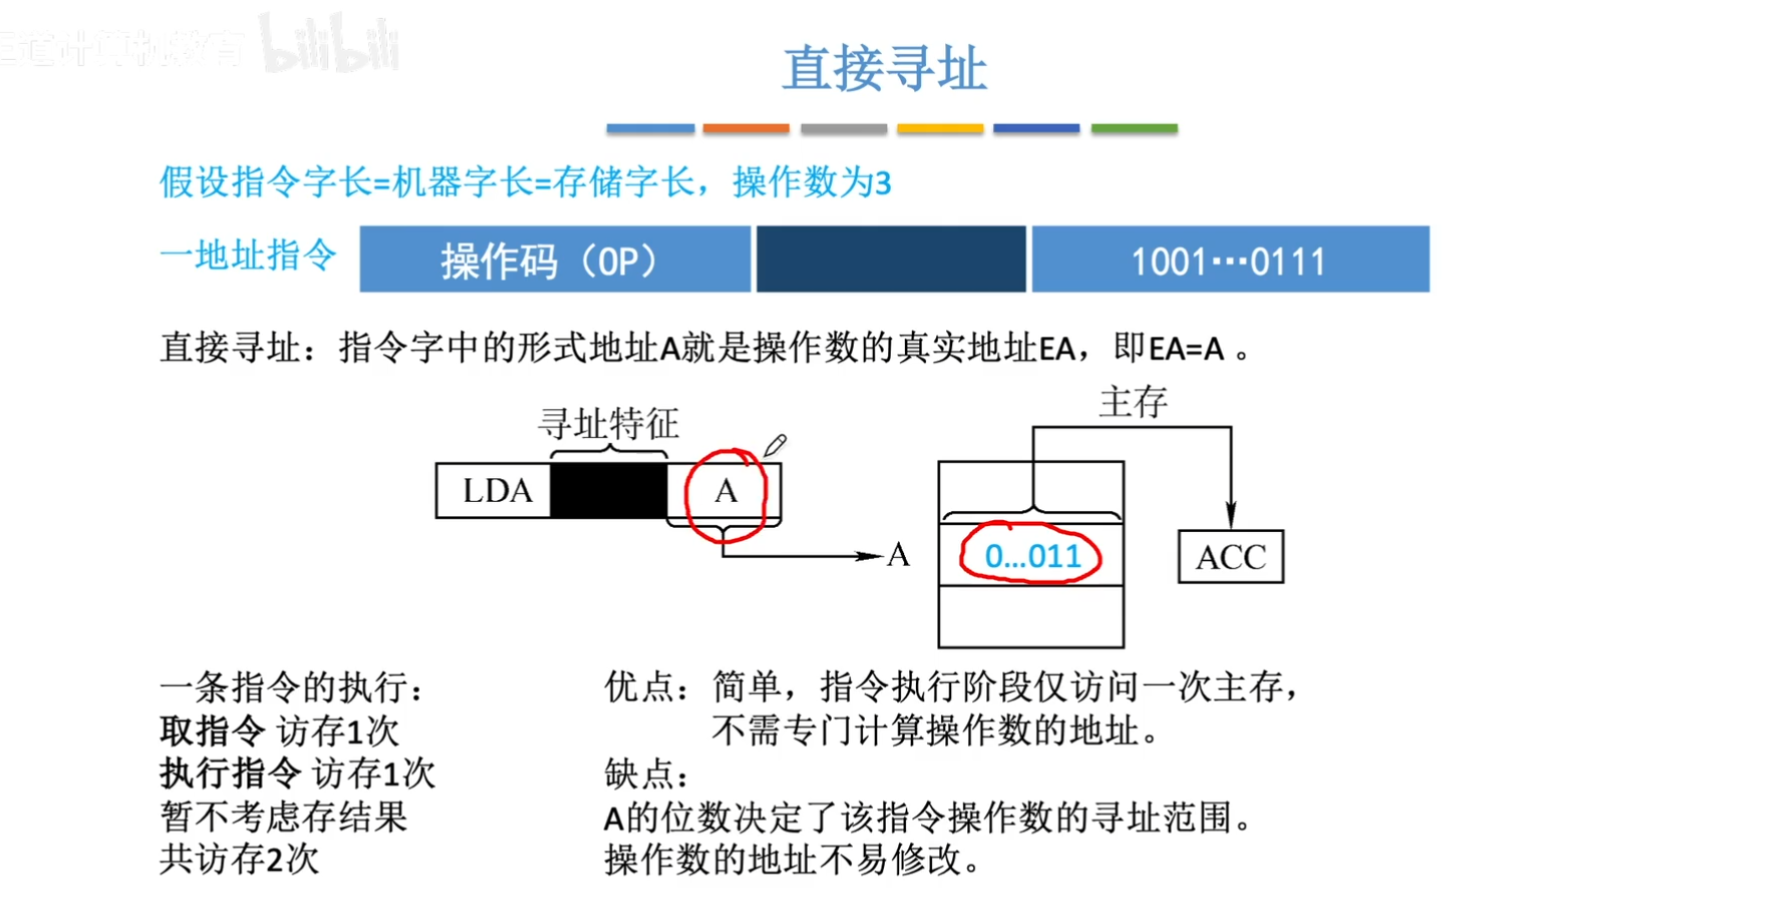 王道计算机教育 bilibili
直接寻址
假设指令字长=机器字长=存储字长，操作数为3
一地址指令 操作码（OP） 1001…0111
直接寻址：指令字中的形式地址A就是操作数的真实地址EA，即EA=A 。
主存
寻址特征
LDA A
A 0...011 ACC
一条指令的执行：
取指令 访存1次
执行指令 访存1次
暂不考虑存结果
共访存2次
优点：简单，指令执行阶段仅访问一次主存，
不需专门计算操作数的地址。
缺点：
A的位数决定了该指令操作数的寻址范围。
操作数的地址不易修改。